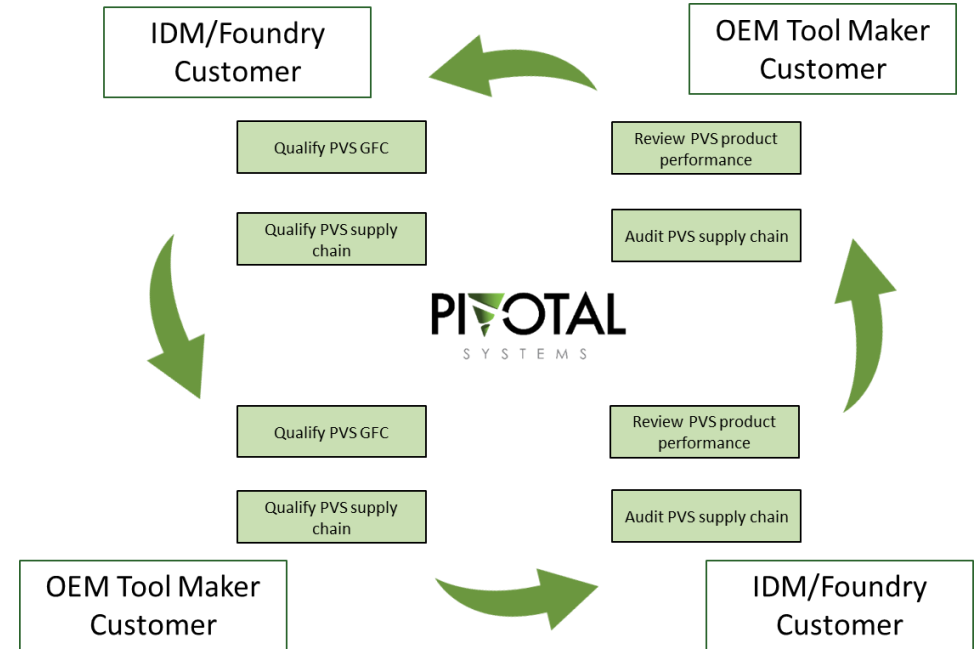 IDM/Foundry
Customer
OEM Tool Maker
Customer
Qualify PVS GFC
Review PVS product
performance
Qualify PVS supply
chain
Audit PVS supply chain
PIVOTAL
SYSTEMS
Qualify PVS GFC
Review PVS product
performance
Qualify PVS supply
chain
Audit PVS supply chain
OEM Tool Maker
Customer
IDM/Foundry
Customer